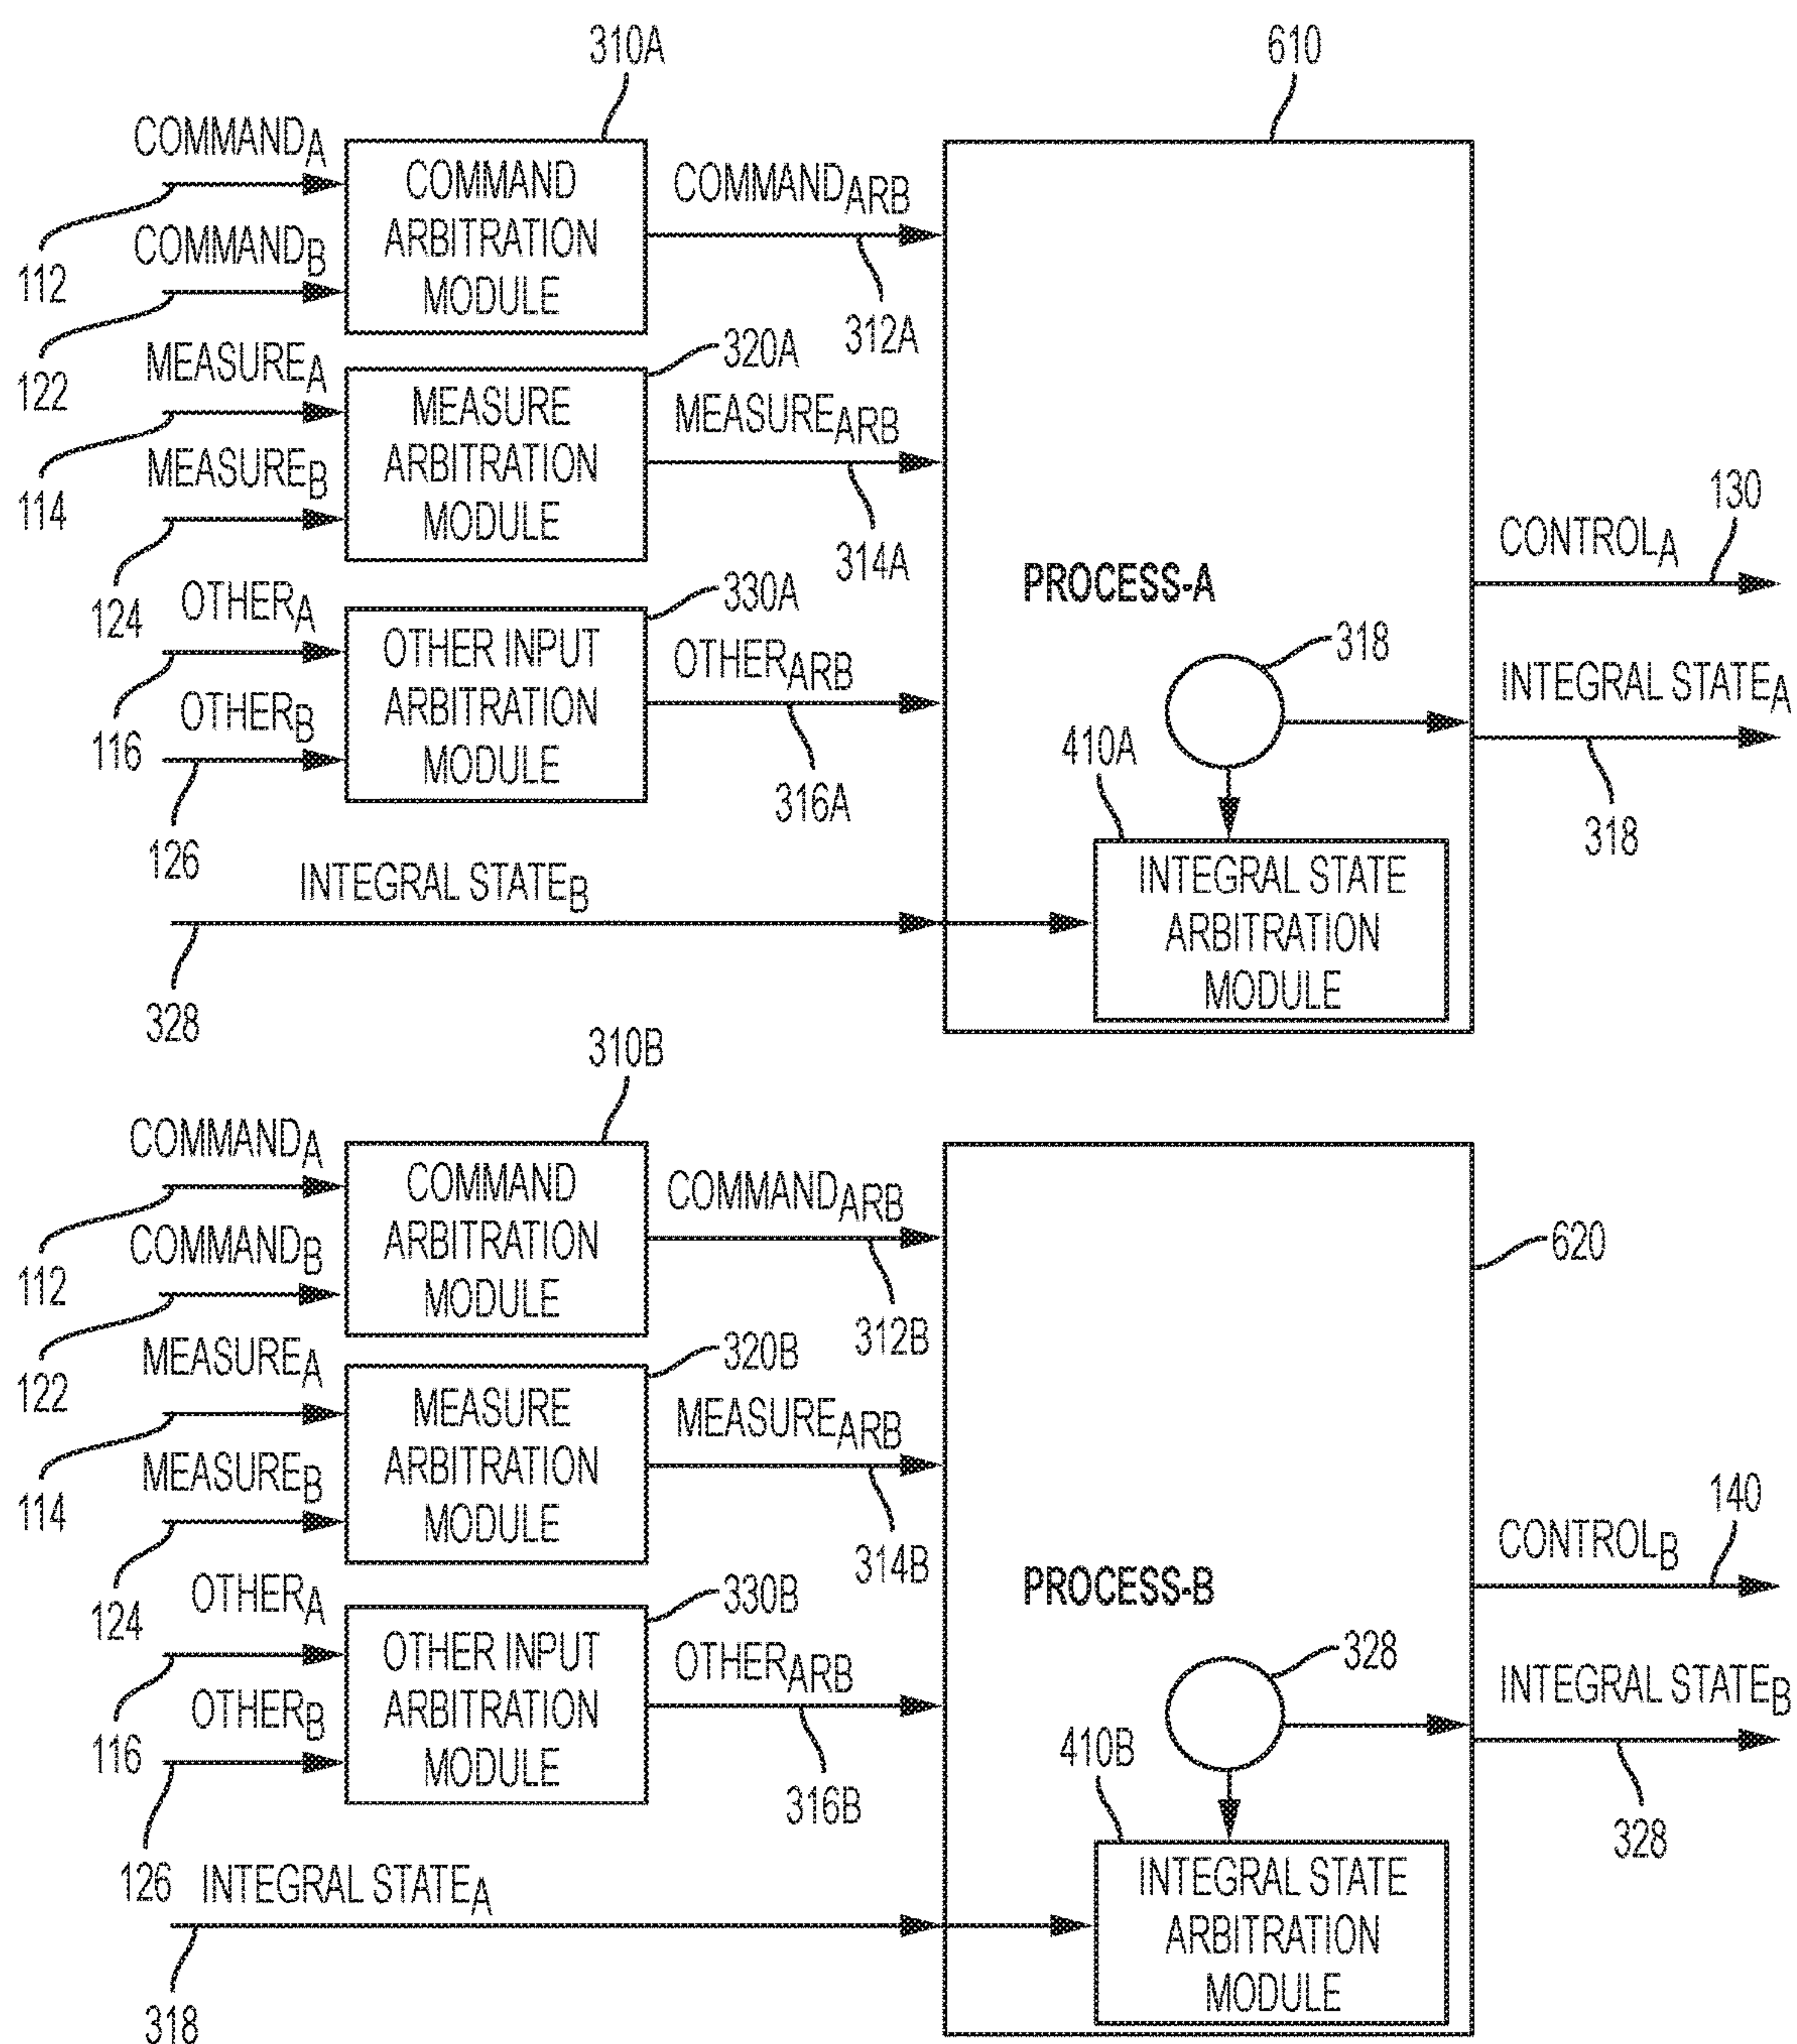 310A
610
COMMANDA
COMMAND
ARBITRATION
MODULE
COMMANDARB
COMMANDB
112
312A
122
MEASUREA
320A
MEASURE
ARBITRATION
MODULE
MEASUREARB
MEASUREB
114
314A
130
CONTROLA
PROCESS-A
124
OTHERA
330A
OTHER INPUT
ARBITRATION
MODULE
OTHERARB
318
INTEGRAL STATEA
OTHERB
116
316A
410A
318
126
INTEGRAL STATEB
INTEGRAL STATE
ARBITRATION
MODULE
328
310B
COMMANDA
COMMAND
ARBITRATION
MODULE
COMMANDARB
COMMANDB
620
112
312B
122
MEASUREA
320B
MEASURE
ARBITRATION
MODULE
MEASUREARB
MEASUREB
114
314B
140
CONTROLB
PROCESS-B
124
OTHERA
330B
OTHER INPUT
ARBITRATION
MODULE
OTHERARB
328
INTEGRAL STATEB
OTHERB
116
316B
410B
328
126
INTEGRAL STATEA
INTEGRAL STATE
ARBITRATION
MODULE
318